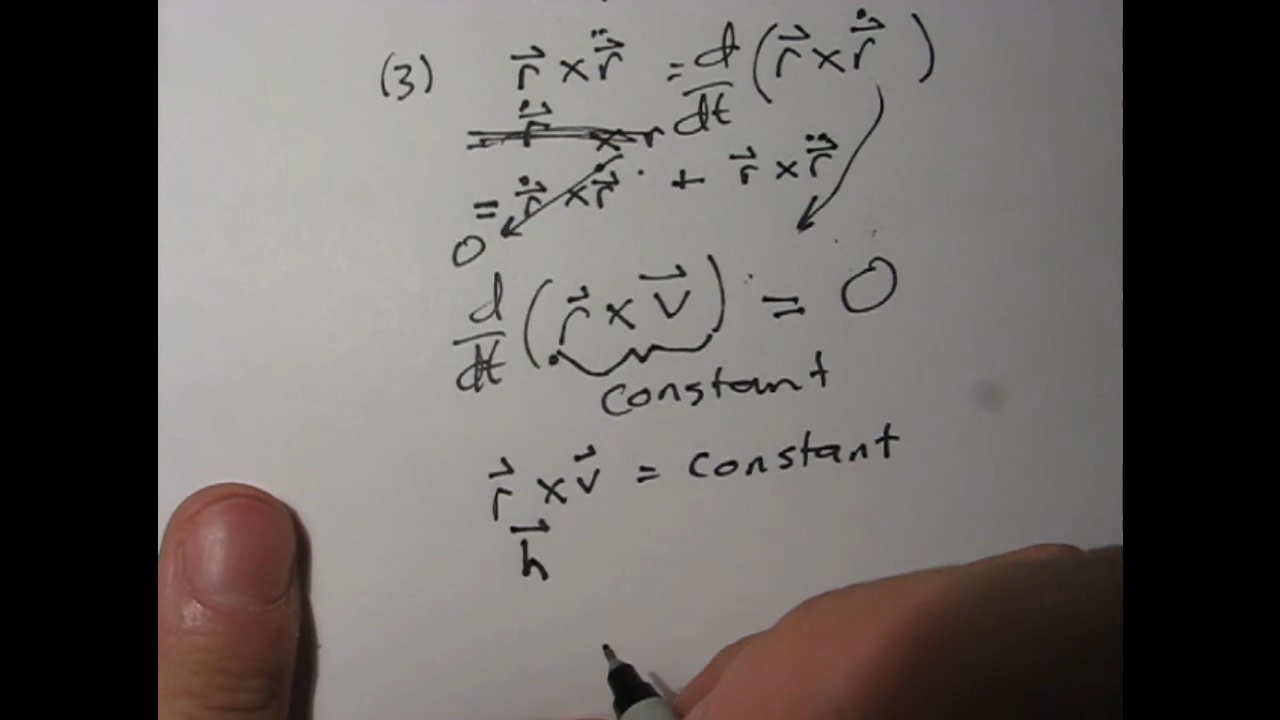 (3) r⃗ × r̈⃗ = d/dt (r⃗ × ṙ⃗)
= ṙ⃗ × r
= ṙ⃗ × ṙ⃗ + r⃗ × r̈⃗
0
d/dt (r⃗ × v⃗) = 0
constant
r⃗ × v⃗ = constant
h⃗